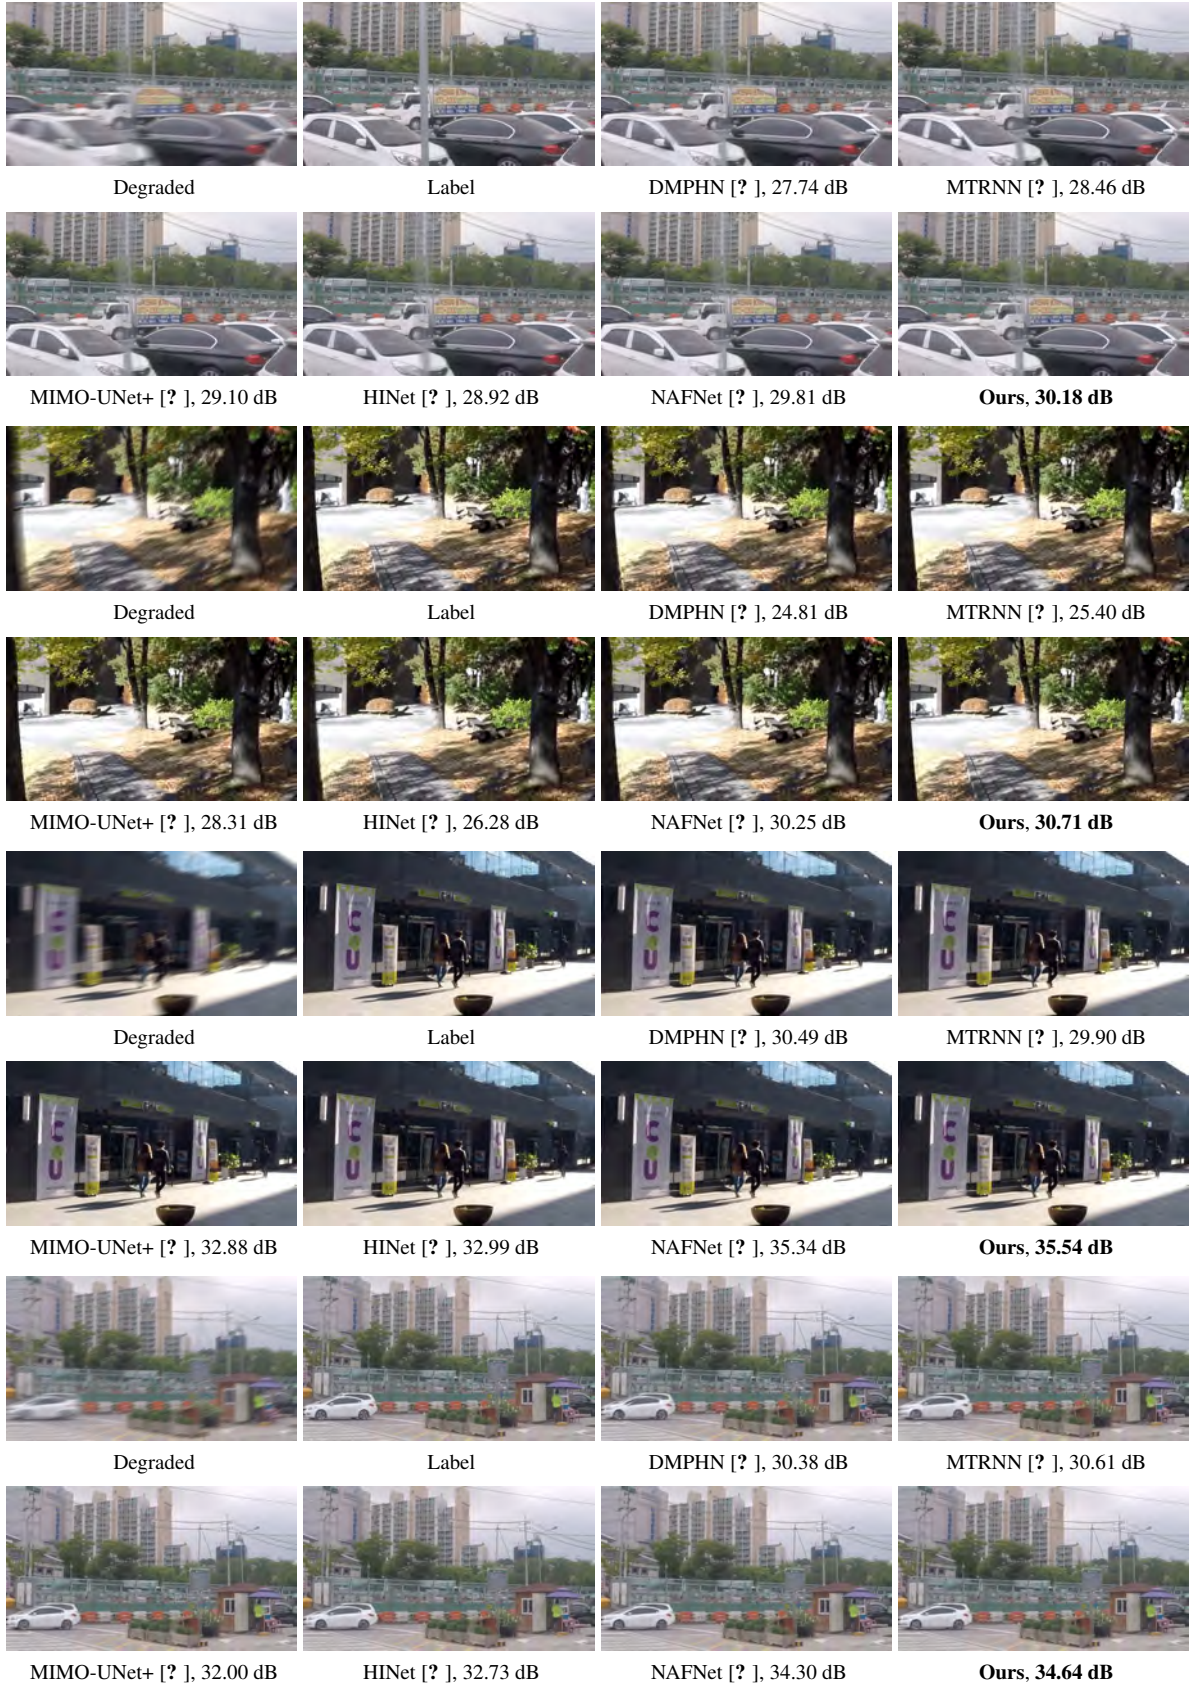 Degraded Label DMPHN [? ], 27.74 dB MTRNN [? ], 28.46 dB
MIMO-UNet+ [? ], 29.10 dB HINet [? ], 28.92 dB NAFNet [? ], 29.81 dB Ours, 30.18 dB
Degraded Label DMPHN [? ], 24.81 dB MTRNN [? ], 25.40 dB
MIMO-UNet+ [? ], 28.31 dB HINet [? ], 26.28 dB NAFNet [? ], 30.25 dB Ours, 30.71 dB
Degraded Label DMPHN [? ], 30.49 dB MTRNN [? ], 29.90 dB
MIMO-UNet+ [? ], 32.88 dB HINet [? ], 32.99 dB NAFNet [? ], 35.34 dB Ours, 35.54 dB
Degraded Label DMPHN [? ], 30.38 dB MTRNN [? ], 30.61 dB
MIMO-UNet+ [? ], 32.00 dB HINet [? ], 32.73 dB NAFNet [? ], 34.30 dB Ours, 34.64 dB